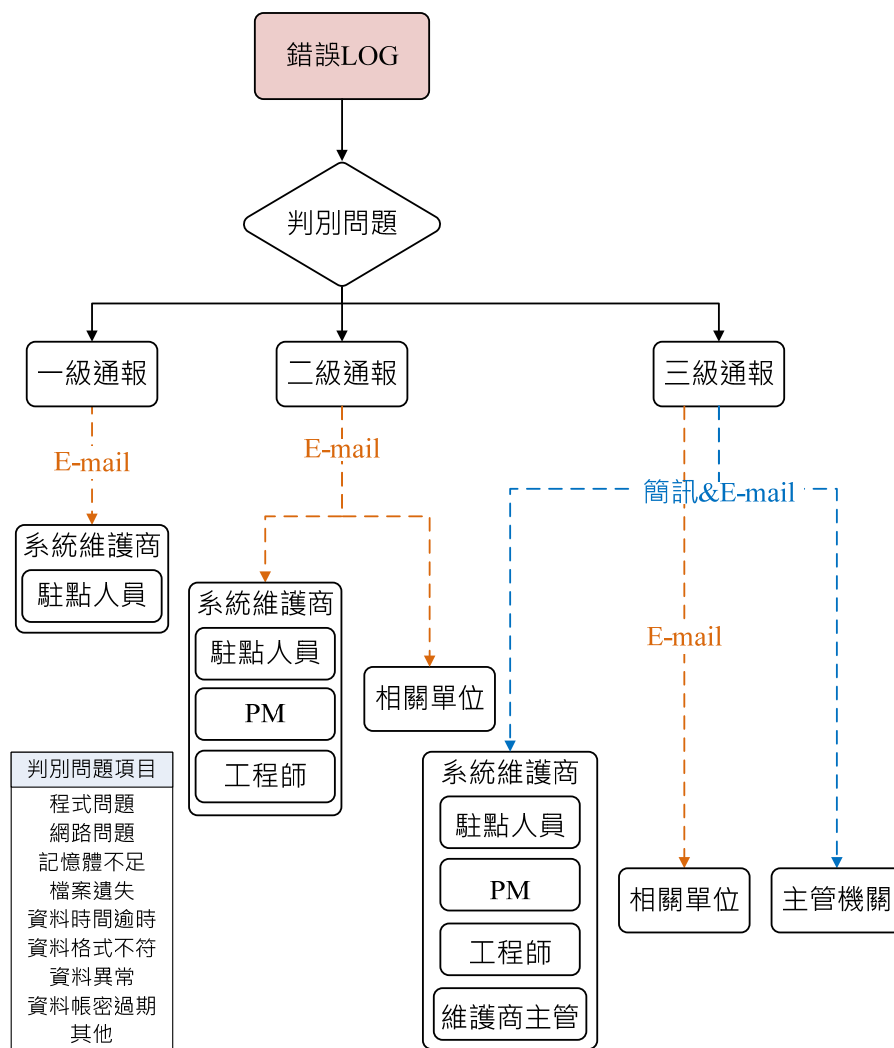 錯誤LOG
判別問題
一級通報
二級通報
三級通報
E-mail
E-mail
簡訊&E-mail
E-mail
系統維護商
駐點人員
系統維護商
駐點人員
PM
工程師
相關單位
系統維護商
駐點人員
PM
工程師
維護商主管
相關單位
主管機關
判別問題項目
程式問題
網路問題
記憶體不足
檔案遺失
資料時間逾時
資料格式不符
資料異常
資料帳密過期
其他